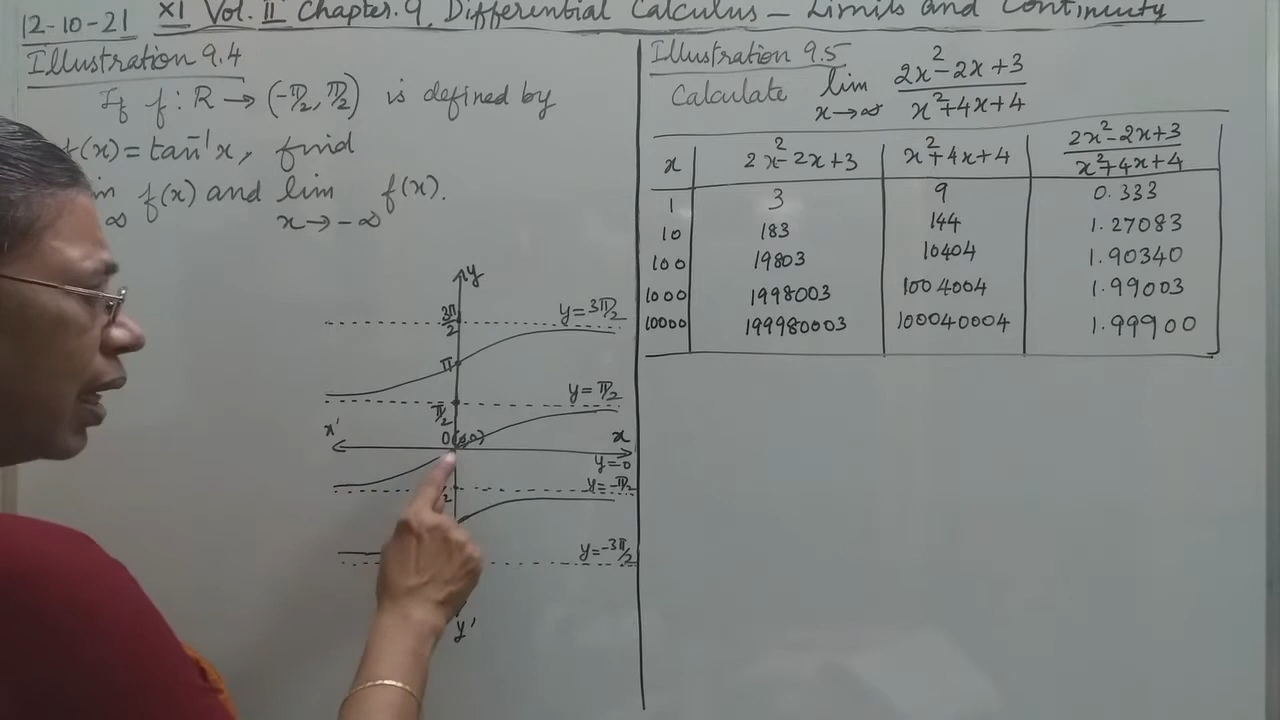 12-10-21 XI Vol. II Chapter. 9. Differential Calculus – Limits and Continuity
Illustration 9.4
If f : R → (-π/2, π/2) is defined by
f(x) = tan⁻¹x, find
f(x) and lim f(x).
∞ x → -∞
y
3π/2
y = 3π/2
π
y = π/2
π/2
x'
0(0,0)
x
y=0
y = -π/2
y = -3π/2
y'
Illustration 9.5
Calculate lim x→∞ (2x²-2x+3)/(x²+4x+4)
x 2x²-2x+3 x²+4x+4 (2x²-2x+3)/(x²+4x+4)
1 3 9 0.333
10 183 144 1.27083
100 19803 10404 1.90340
1000 1998003 1004004 1.99003
10000 199980003 100040004 1.99900